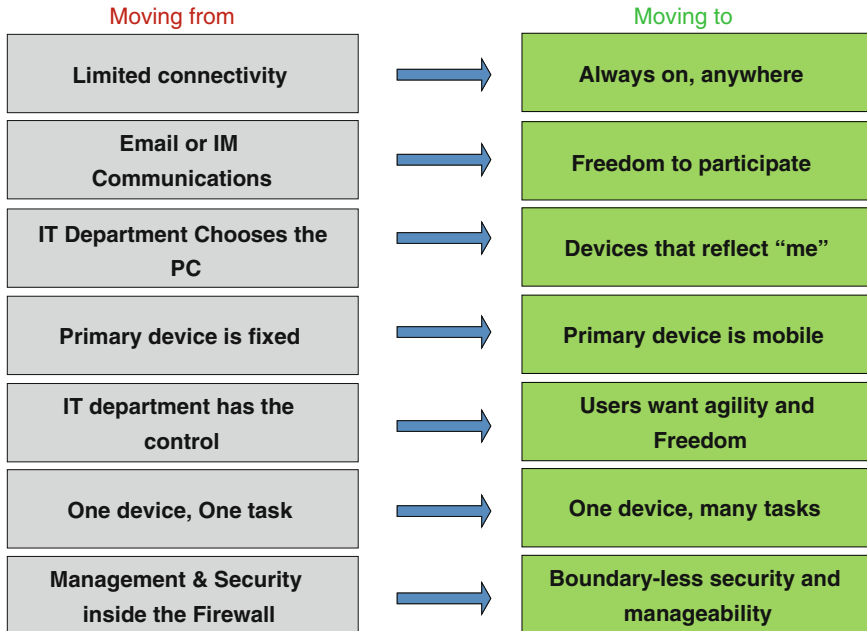 Moving from
Moving to
Limited connectivity
Always on, anywhere
Email or IM
Communications
Freedom to participate
IT Department Chooses the
PC
Devices that reflect “me”
Primary device is fixed
Primary device is mobile
IT department has the
control
Users want agility and
Freedom
One device, One task
One device, many tasks
Management & Security
inside the Firewall
Boundary-less security and
manageability